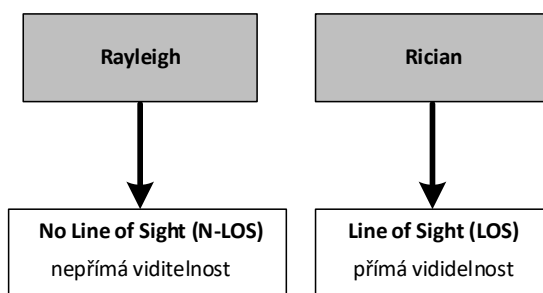 Rayleigh
Rician
No Line of Sight (N-LOS)
nepřímá viditelnost
Line of Sight (LOS)
přímá vididelnost